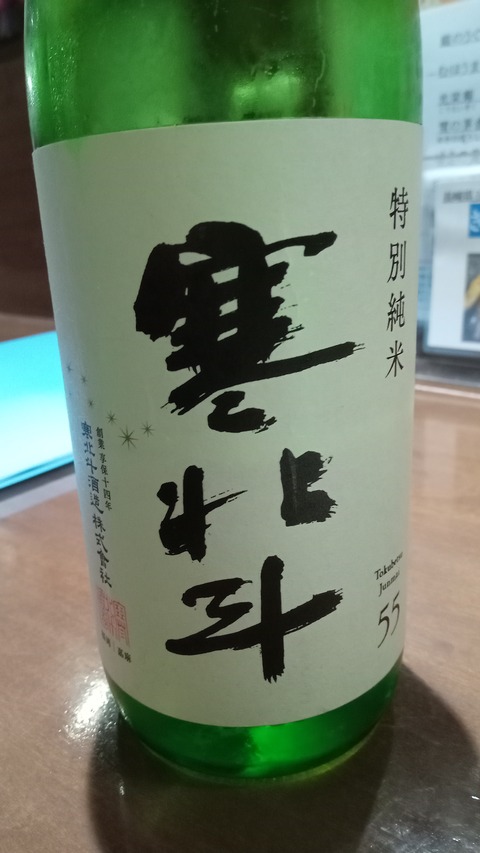 特別純米
寒北斗
Tokubetsu
Junmai
55
創業 享保十四年
寒北斗酒造株式会社